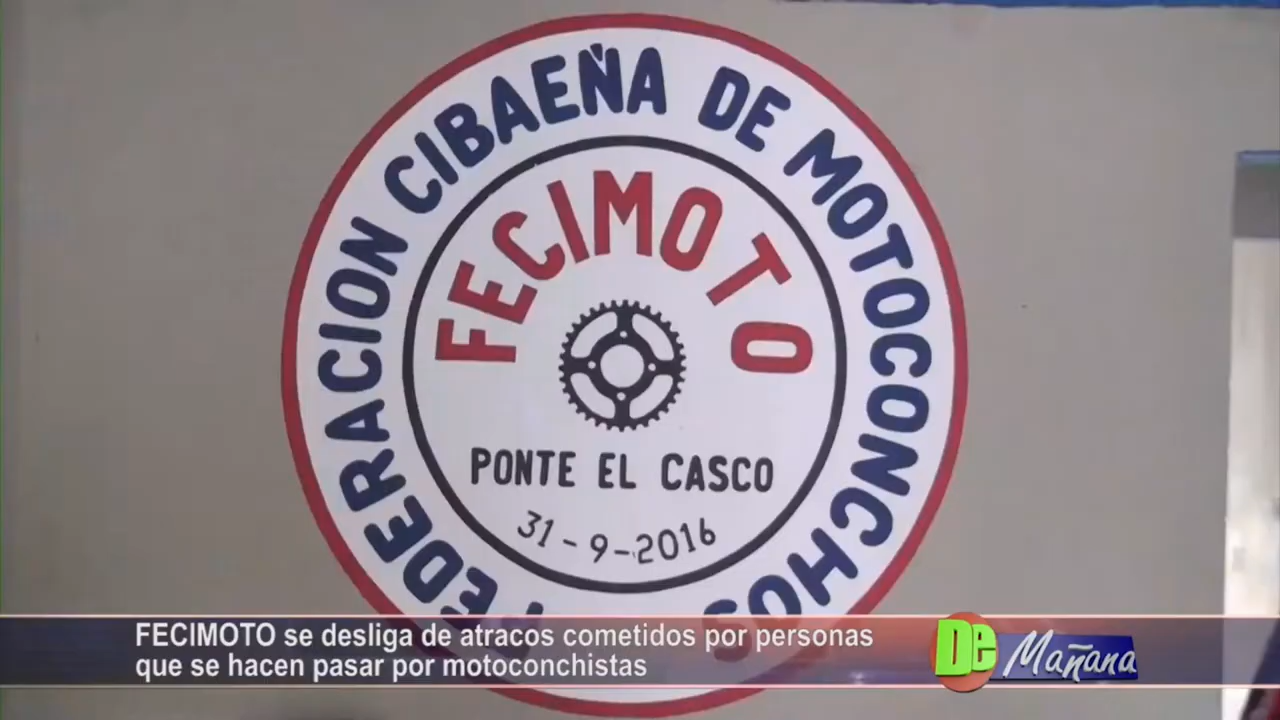 FEDERACION CIBAEÑA DE MOTOCONCHOS
FECIMOTO
PONTE EL CASCO
31-9-2016
FECIMOTO se desliga de atracos cometidos por personas
que se hacen pasar por motoconchistas
De Mañana